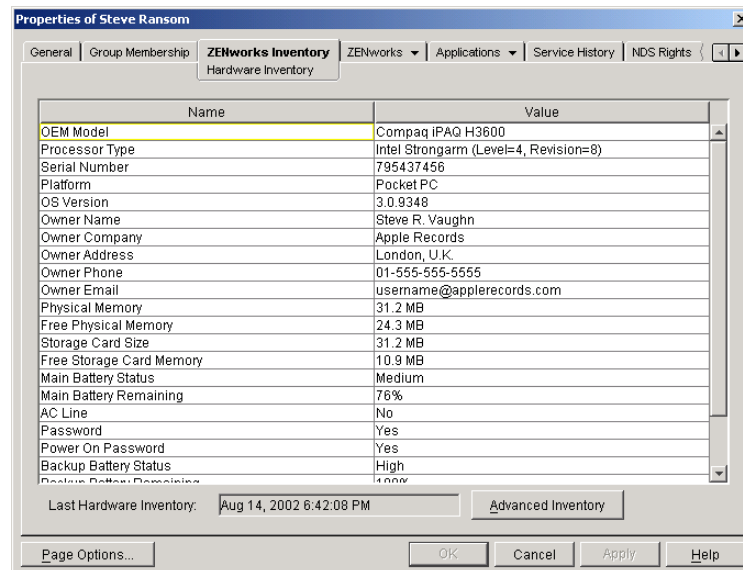 Properties of Steve Ransom
General Group Membership ZENworks Inventory ZENworks Applications Service History NDS Rights
Hardware Inventory
Name Value
OEM Model Compaq iPAQ H3600
Processor Type Intel Strongarm (Level=4, Revision=8)
Serial Number 795437456
Platform Pocket PC
OS Version 3.0.9348
Owner Name Steve R. Vaughn
Owner Company Apple Records
Owner Address London, U.K.
Owner Phone 01-555-555-5555
Owner Email username@applerecords.com
Physical Memory 31.2 MB
Free Physical Memory 24.3 MB
Storage Card Size 31.2 MB
Free Storage Card Memory 10.9 MB
Main Battery Status Medium
Main Battery Remaining 76%
AC Line No
Password Yes
Power On Password Yes
Backup Battery Status High
Backup Battery Remaining 100%
Last Hardware Inventory: Aug 14, 2002 6:42:08 PM Advanced Inventory
Page Options... OK Cancel Apply Help